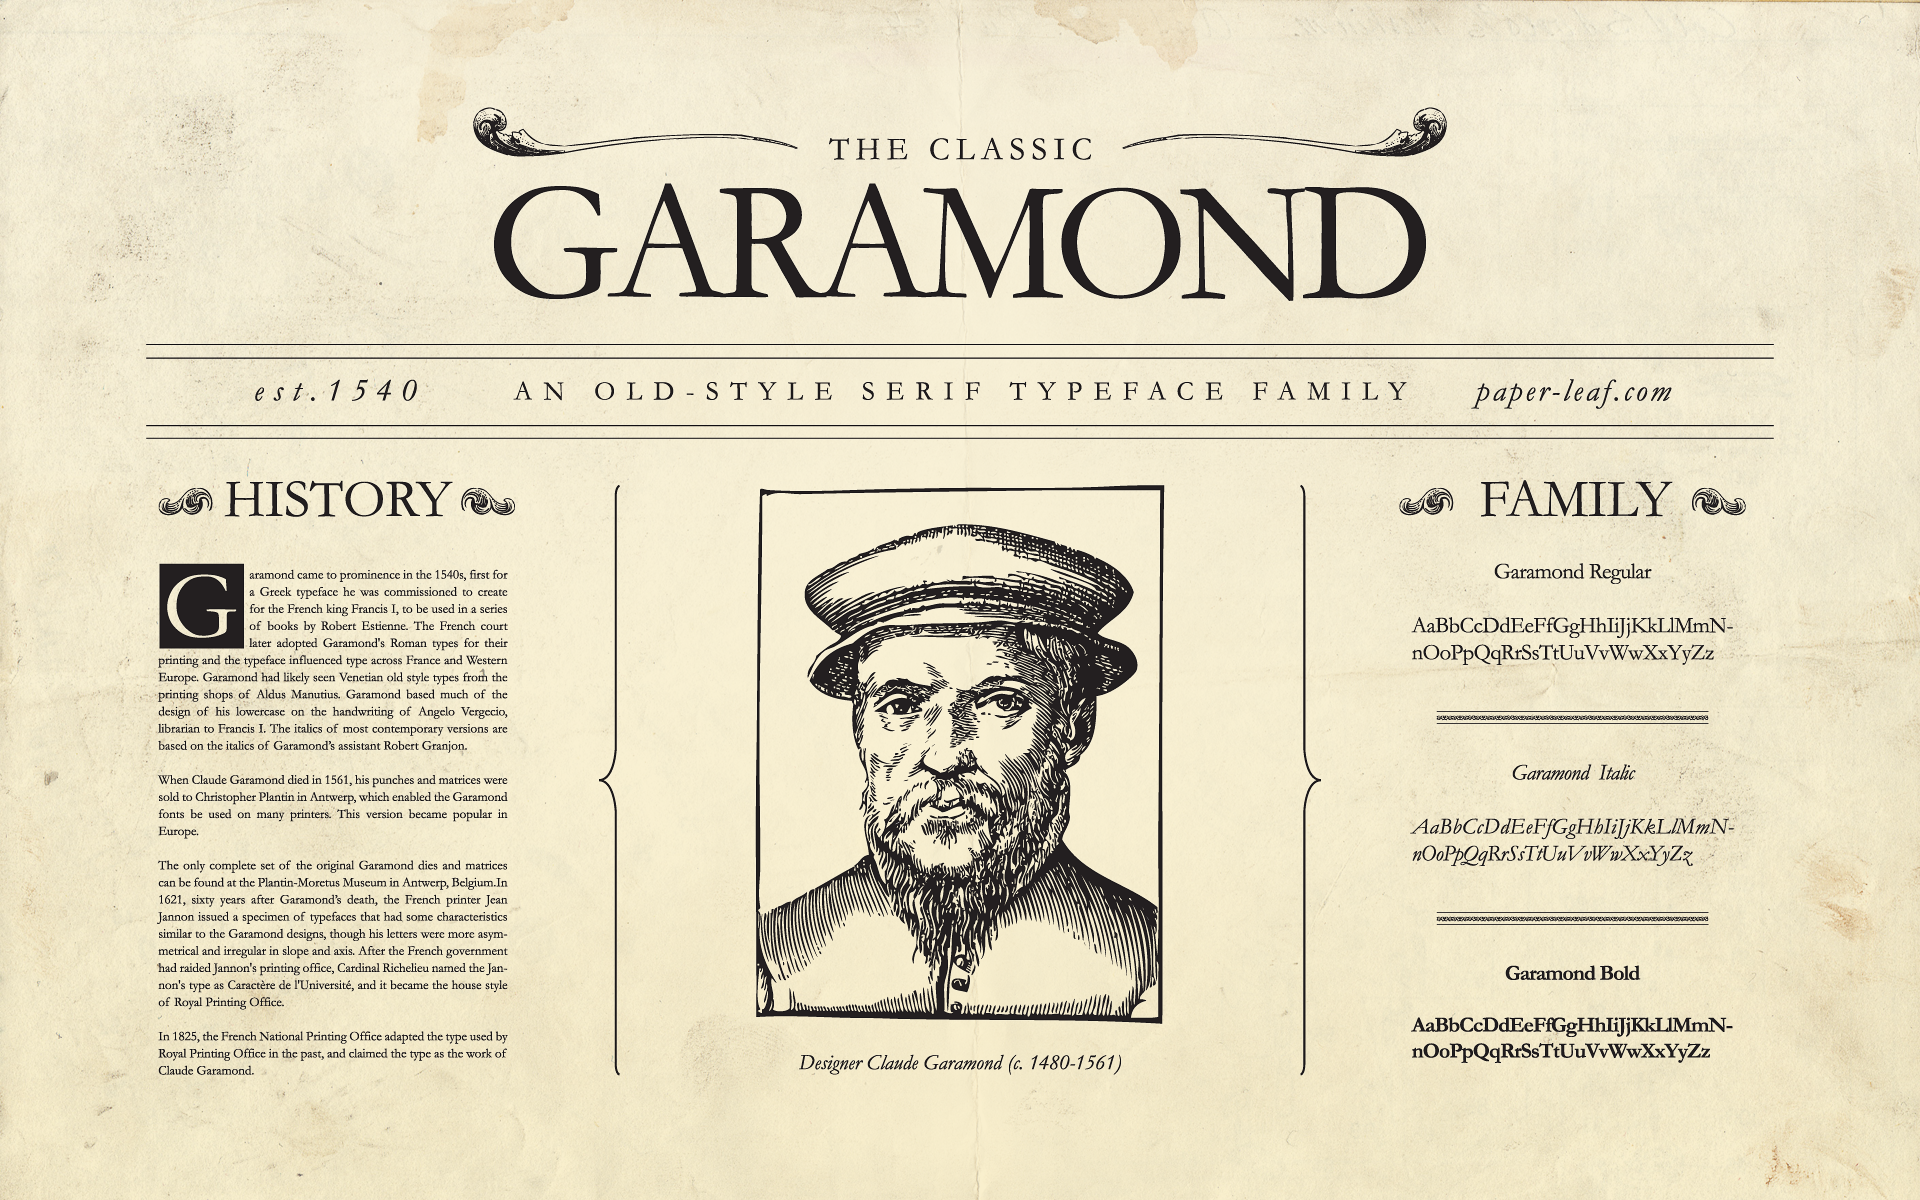 THE CLASSIC
GARAMOND
est.1540
AN OLD-STYLE SERIF TYPEFACE FAMILY
paper-leaf.com
HISTORY
Garamond came to prominence in the 1540s, first for
a Greek typeface he was commissioned to create
for the French king Francis I, to be used in a series
of books by Robert Estienne. The French court
later adopted Garamond's Roman types for their
printing and the typeface influenced type across France and Western
Europe. Garamond had likely seen Venetian old style types from the
printing shops of Aldus Manutius. Garamond based much of the
design of his lowercase on the handwriting of Angelo Vergecio,
librarian to Francis I. The italics of most contemporary versions are
based on the italics of Garamond's assistant Robert Granjon.
When Claude Garamond died in 1561, his punches and matrices were
sold to Christopher Plantin in Antwerp, which enabled the Garamond
fonts be used on many printers. This version became popular in
Europe.
The only complete set of the original Garamond dies and matrices
can be found at the Plantin-Moretus Museum in Antwerp, Belgium.In
1621, sixty years after Garamond's death, the French printer Jean
Jannon issued a specimen of typefaces that had some characteristics
similar to the Garamond designs, though his letters were more asym-
metrical and irregular in slope and axis. After the French government
had raided Jannon's printing office, Cardinal Richelieu named the Jan-
non's type as Caractère de l'Université, and it became the house style
of Royal Printing Office.
In 1825, the French National Printing Office adapted the type used by
Royal Printing Office in the past, and claimed the type as the work of
Claude Garamond.
Designer Claude Garamond (c. 1480-1561)
FAMILY
Garamond Regular
AaBbCcDdEeFfGgHhIiJjKkLlMmN-
nOoPpQqRrSsTtUuVvWwXxYyZz
Garamond Italic
AaBbCcDdEeFfGgHhIiJjKkLlMmN-
nOoPpQqRrSsTtUuVvWwXxYyZz
Garamond Bold
AaBbCcDdEeFfGgHhIiJjKkLlMmN-
nOoPpQqRrSsTtUuVvWwXxYyZz